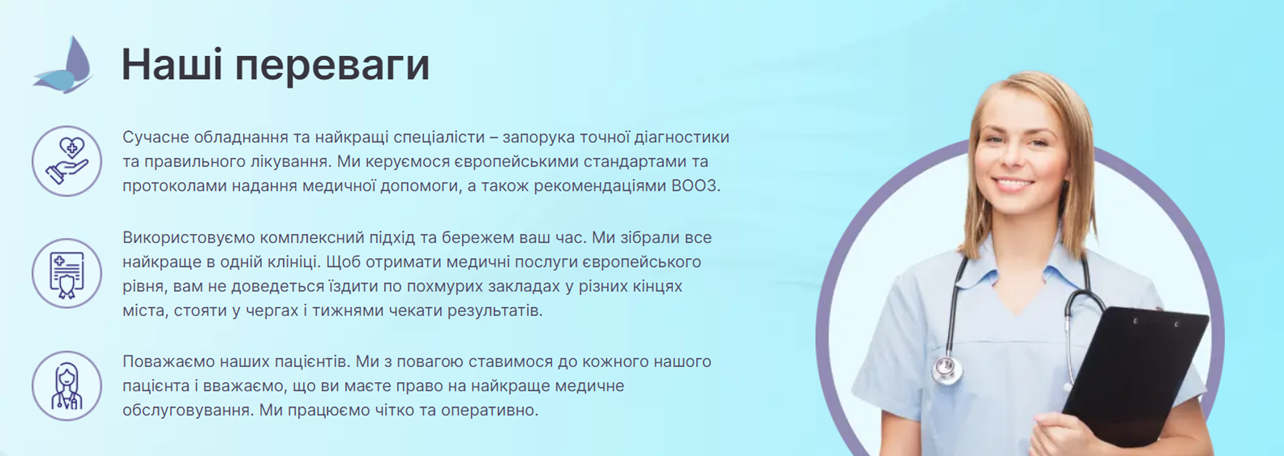 Наші переваги
Сучасне обладнання та найкращі спеціалісти – запорука точної діагностики
та правильного лікування. Ми керуємося європейськими стандартами та
протоколами надання медичної допомоги, а також рекомендаціями ВООЗ.
Використовуємо комплексний підхід та бережем ваш час. Ми зібрали все
найкраще в одній клініці. Щоб отримати медичні послуги європейського
рівня, вам не доведеться їздити по похмурих закладах у різних кінцях
міста, стояти у чергах і тижнями чекати результатів.
Поважаємо наших пацієнтів. Ми з повагою ставимося до кожного нашого
пацієнта і вважаємо, що ви маєте право на найкраще медичне
обслуговування. Ми працюємо чітко та оперативно.